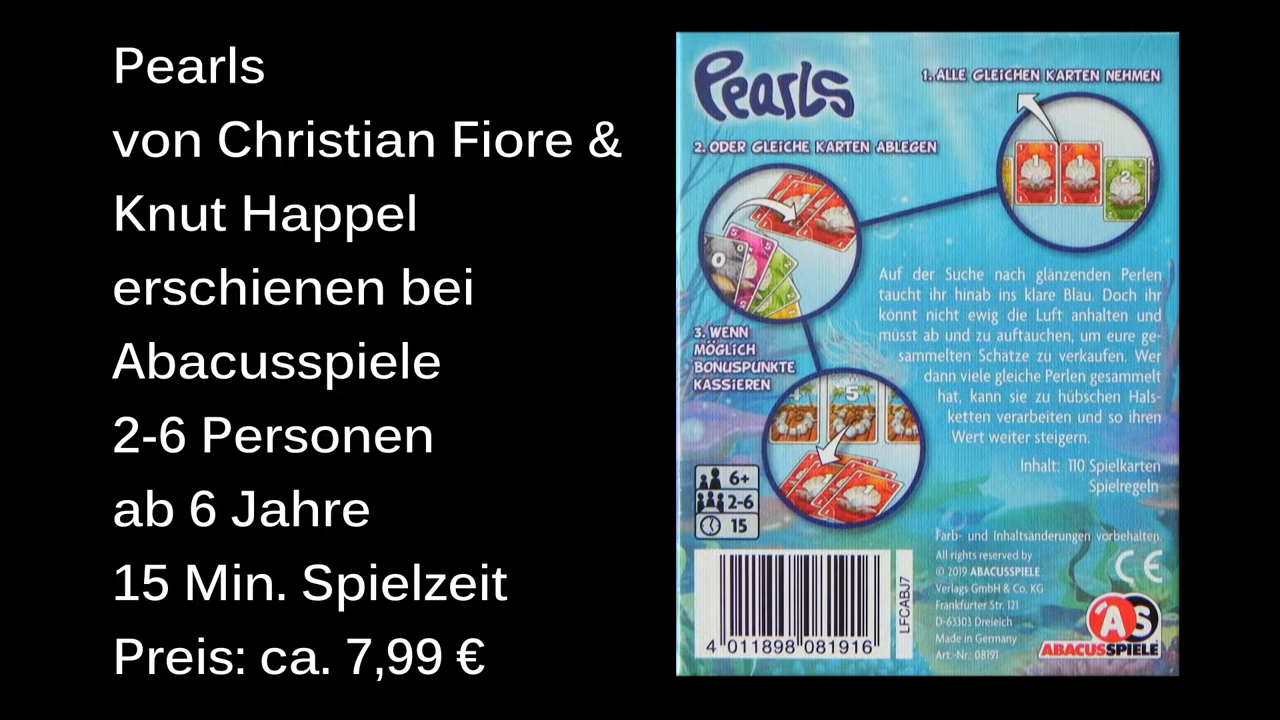 Pearls
von Christian Fiore &
Knut Happel
erschienen bei
Abacusspiele
2-6 Personen
ab 6 Jahre
15 Min. Spielzeit
Preis: ca. 7,99 €
Pearls
1. ALLE GLEICHEN KARTEN NEHMEN
2. ODER GLEICHE KARTEN ABLEGEN
Auf der Suche nach glänzenden Perlen
taucht ihr hinab ins klare Blau. Doch ihr
könnt nicht ewig die Luft anhalten und
müsst ab und zu auftauchen, um eure ge-
sammelten Schätze zu verkaufen. Wer
dann viele gleiche Perlen gesammelt
hat, kann sie zu hübschen Hals-
ketten verarbeiten und so ihren
Wert weiter steigern.
3. WENN
MÖGLICH
BONUSPUNKTE
KASSIEREN
Inhalt: 110 Spielkarten
Spielregeln
6+
2-6
15
Farb- und Inhaltsänderungen vorbehalten.
All rights reserved by
© 2019 ABACUSSPIELE
Verlags GmbH & Co. KG
Frankfurter Str. 121
D-63303 Dreieich
Made in Germany
Art.-Nr.: 08191
CE
AS
ABACUSSPIELE
LFCABJ7
4 011898 081916